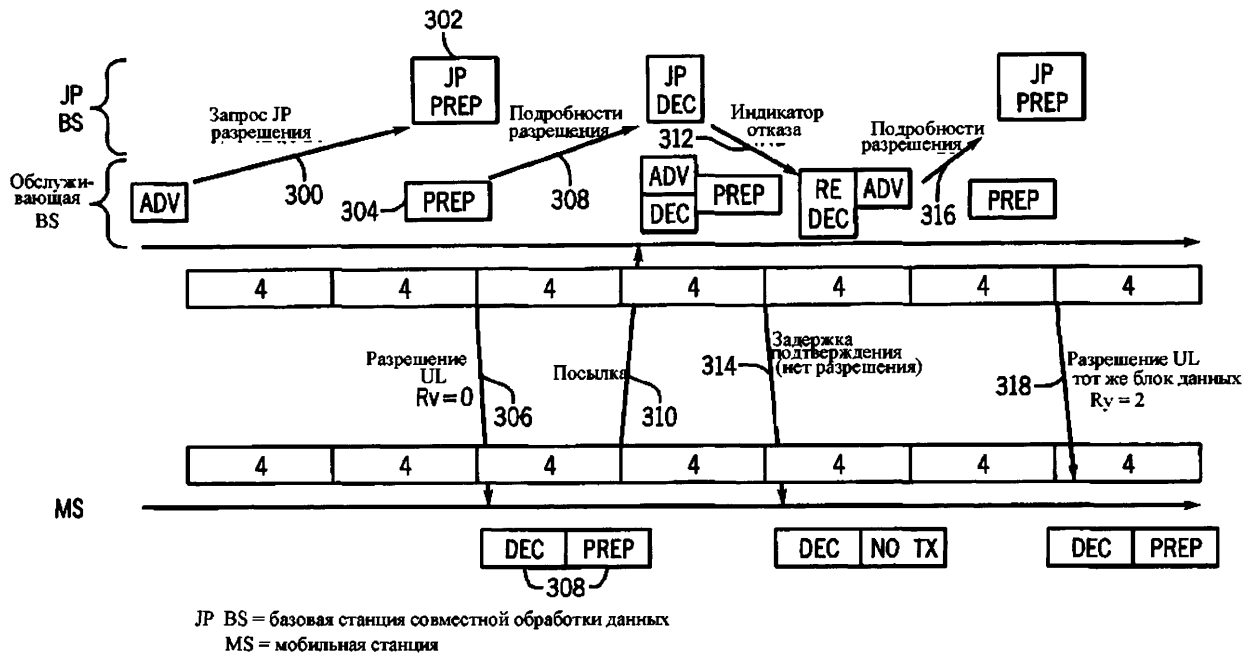 302
JP
BS
JP
PREP
JP
DEC
JP
PREP
Запрос JP
разрешения
Подробности
разрешения
Индикатор
отказа
Подробности
разрешения
300
308
312
316
Обслужи-
вающая
BS
ADV
304
PREP
ADV
DEC
PREP
RE
DEC
ADV
PREP
4 4 4 4 4 4 4
Разрешение
UL
Rv=0
306
Посылка
310
314
Задержка
подтверждения
(нет разрешения)
318
Разрешение UL
тот же блок данных
Rv = 2
4 4 4 4 4 4 4
MS
DEC PREP
308
DEC NO TX
DEC PREP
JP BS = базовая станция совместной обработки данных
MS = мобильная станция